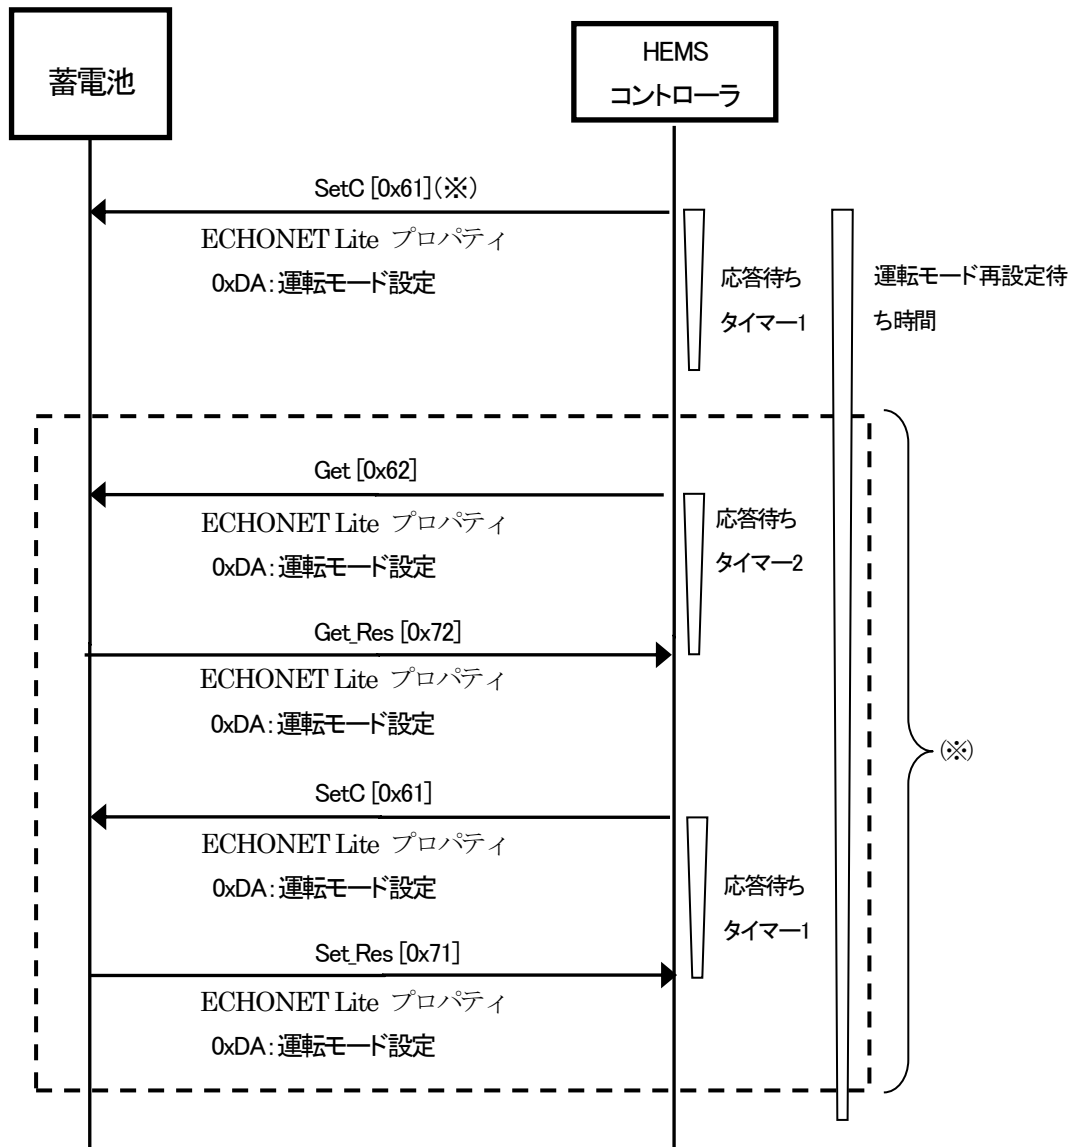 蓄電池
HEMS
コントローラ
SetC [0x61](※)
ECHONET Lite プロパティ
0xDA:運転モード設定
応答待ち
タイマー1
運転モード再設定待
ち時間
Get [0x62]
ECHONET Lite プロパティ
0xDA:運転モード設定
応答待ち
タイマー2
Get_Res [0x72]
ECHONET Lite プロパティ
0xDA:運転モード設定
(※)
SetC [0x61]
ECHONET Lite プロパティ
0xDA:運転モード設定
応答待ち
タイマー1
Set_Res [0x71]
ECHONET Lite プロパティ
0xDA:運転モード設定